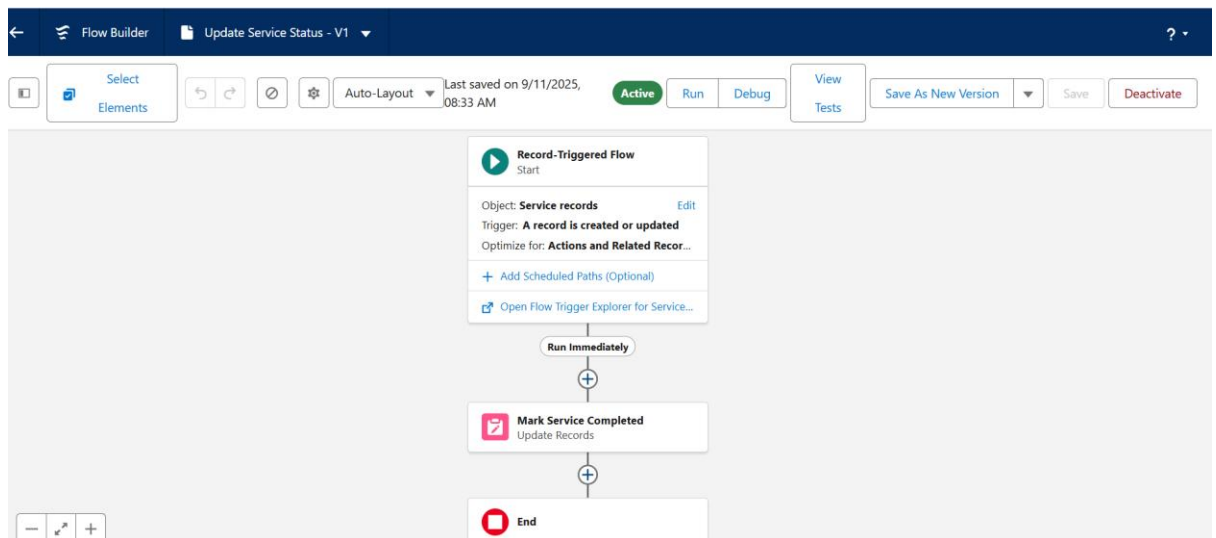 Flow Builder
Update Service Status - V1
?
Select
Elements
Auto-Layout
Last saved on 9/11/2025,
08:33 AM
Active
Run
Debug
View
Tests
Save As New Version
Save
Deactivate
Record-Triggered Flow
Start
Object: Service records
Edit
Trigger: A record is created or updated
Optimize for: Actions and Related Recor...
+ Add Scheduled Paths (Optional)
Open Flow Trigger Explorer for Service...
Run Immediately
Mark Service Completed
Update Records
End